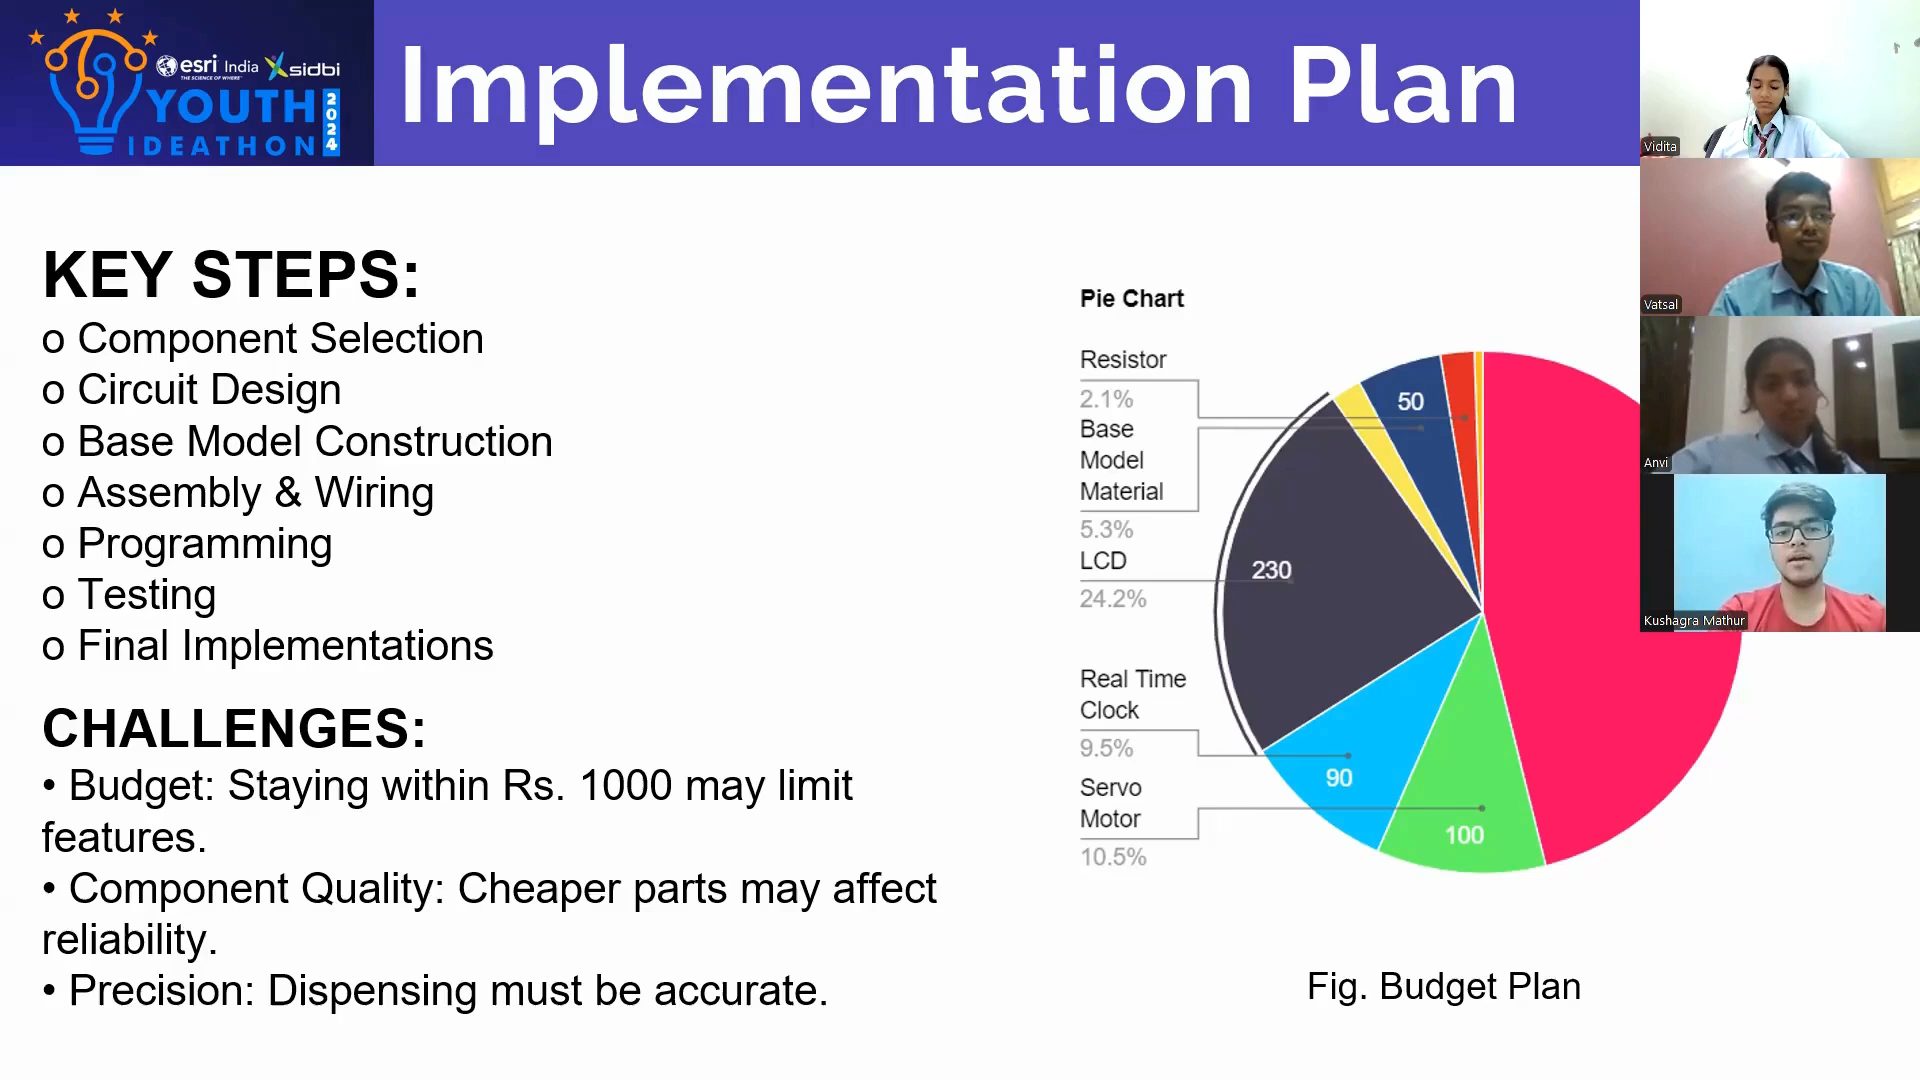 esri India
THE SCIENCE OF WHERE
sidbi
YOUTH
IDEATHON
2024
Implementation Plan
KEY STEPS:
o Component Selection
o Circuit Design
o Base Model Construction
o Assembly & Wiring
o Programming
o Testing
o Final Implementations
CHALLENGES:
• Budget: Staying within Rs. 1000 may limit
features.
• Component Quality: Cheaper parts may affect
reliability.
• Precision: Dispensing must be accurate.
Pie Chart
Resistor
2.1%
Base
Model
Material
5.3%
LCD
24.2%
Real Time
Clock
9.5%
Servo
Motor
10.5%
50
230
90
100
Fig. Budget Plan
Vidita
Vatsal
Anvi
Kushagra Mathur